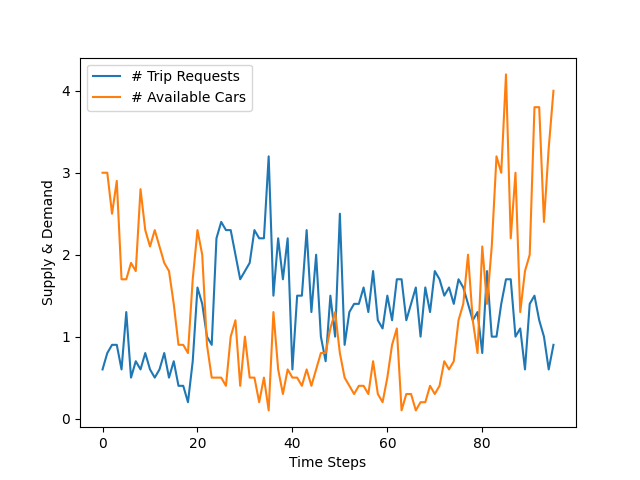 # Trip Requests
# Available Cars
4
3
2
1
0
Supply & Demand
0 20 40 60 80
Time Steps